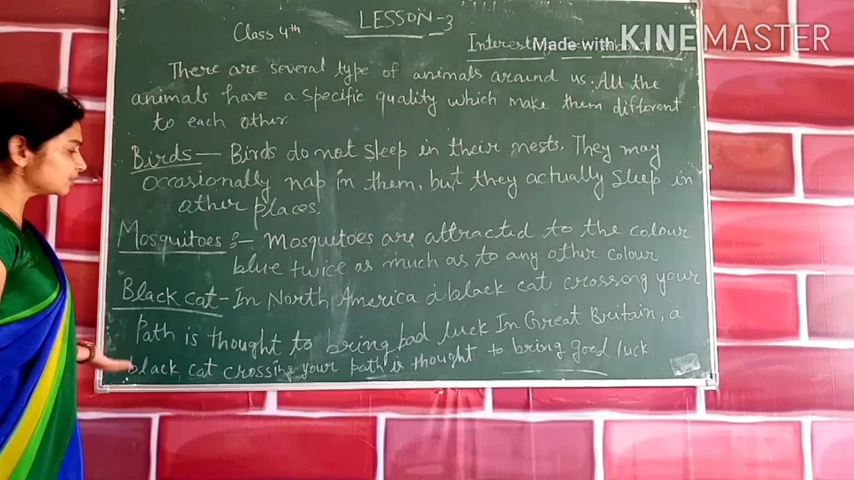 LESSON-3
Class 4th
Interest
Made with KINEMASTER
There are several type of animals around us. All the
animals have a specific quality which make them different
to each other.
Birds — Birds do not sleep in their nests. They may
occasionally nap in them, but they actually sleep in
other places.
Mosquitoes :— Mosquitoes are attracted to the colour
blue twice as much as to any other colour
Black cat - In North America a black cat crossing your
Path is thought to bring bad luck In Great Britain, a
black cat crossing your path is thought to bring good luck.